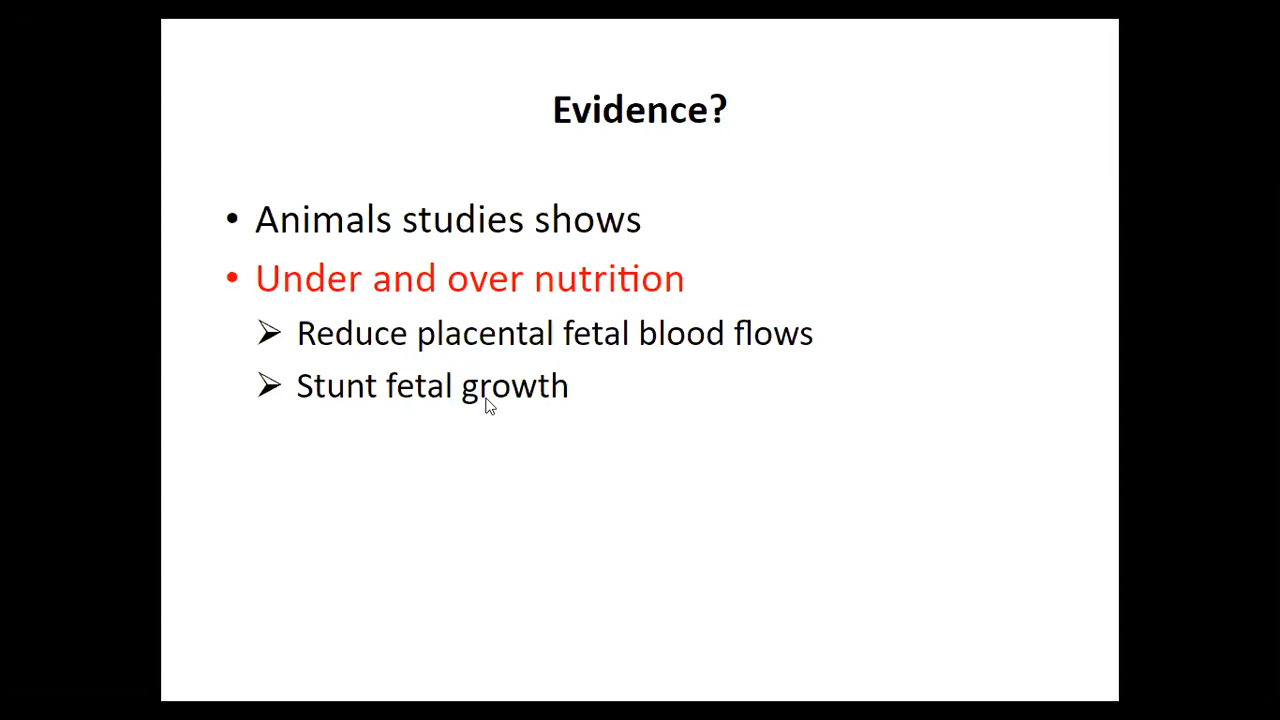 Evidence?
• Animals studies shows
• Under and over nutrition
➢ Reduce placental fetal blood flows
➢ Stunt fetal growth